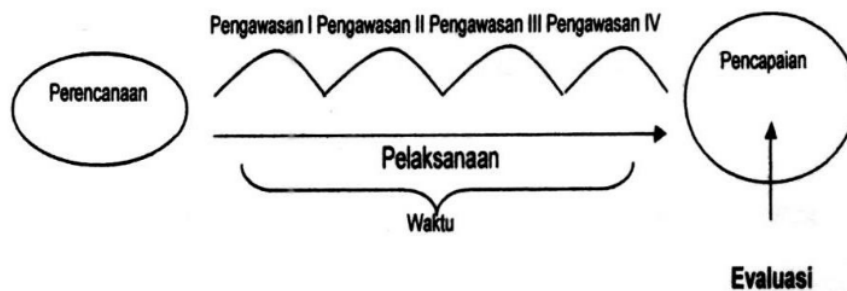 Pengawasan I Pengawasan II Pengawasan III Pengawasan IV
Perencanaan
Pencapaian
Pelaksanaan
Waktu
Evaluasi